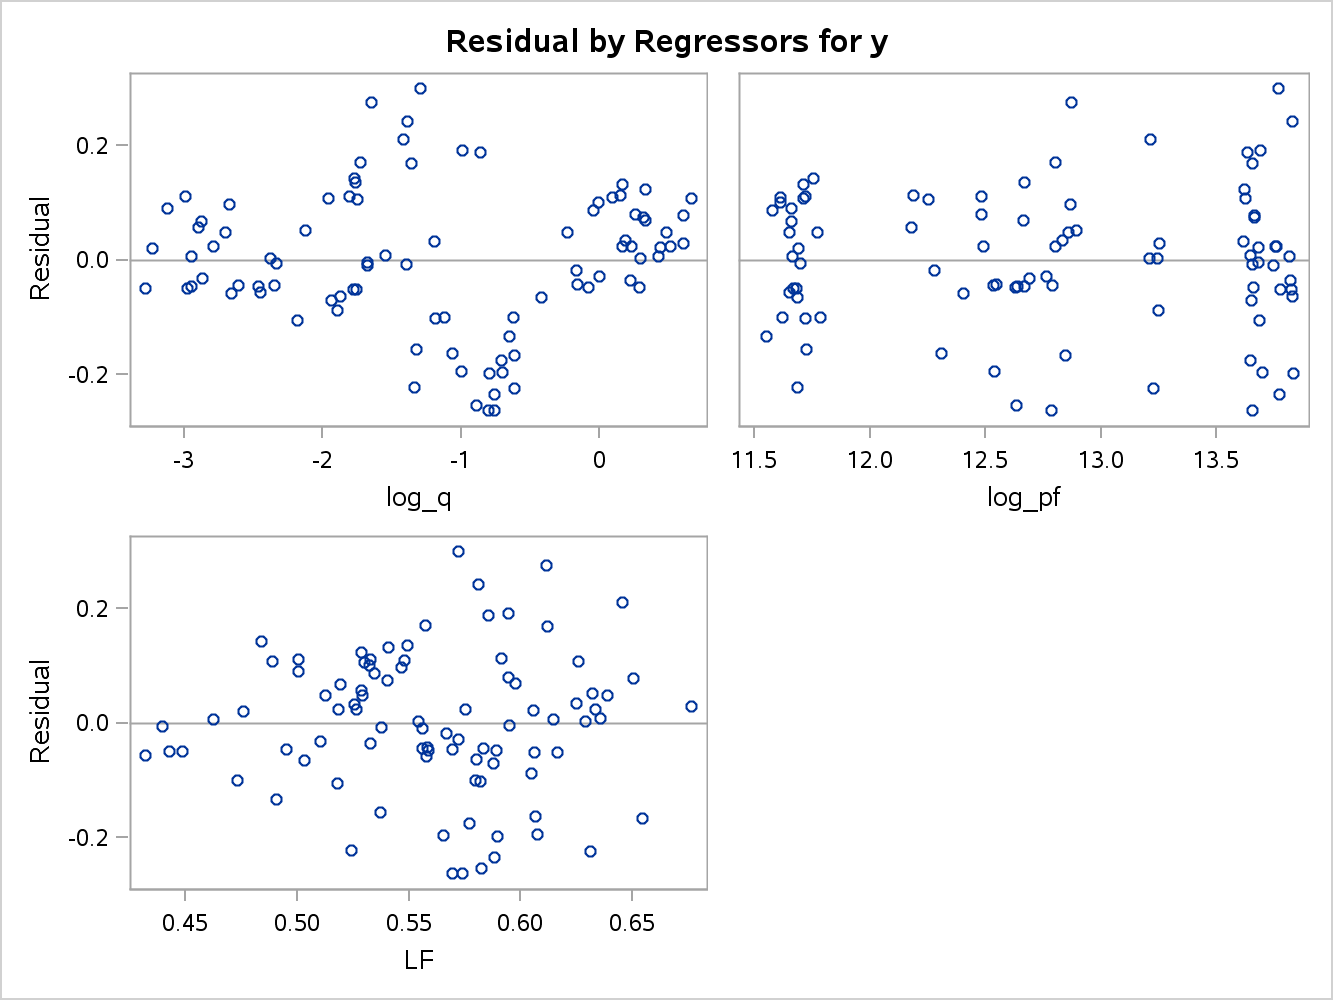 Residual by Regressors for y
Residual
0.2
0.0
-0.2
-3 -2 -1 0
log_q
11.5 12.0 12.5 13.0 13.5
log_pf
Residual
0.2
0.0
-0.2
0.45 0.50 0.55 0.60 0.65
LF